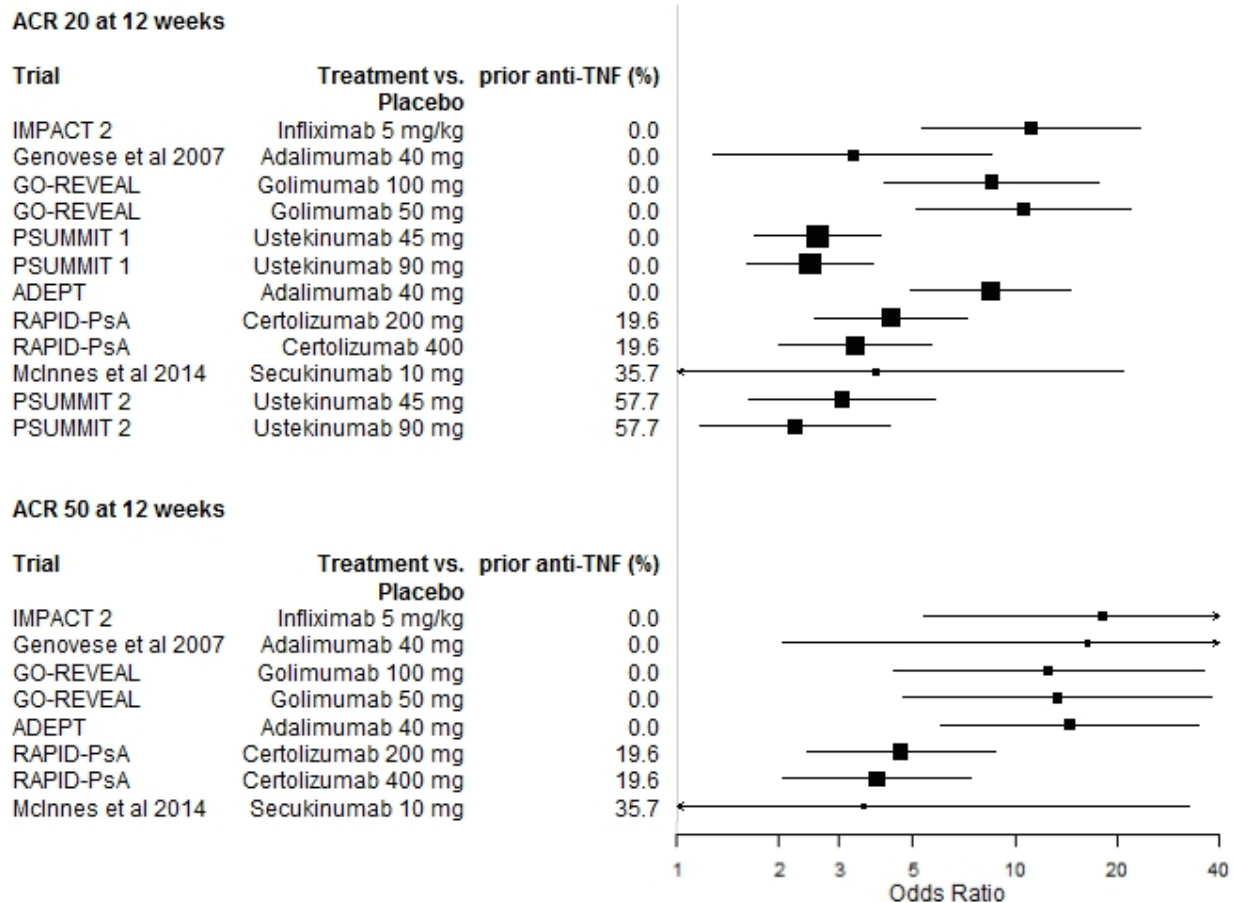 ACR 20 at 12 weeks
Trial Treatment vs. prior anti-TNF (%)
Placebo
IMPACT 2 Infliximab 5 mg/kg 0.0
Genovese et al 2007 Adalimumab 40 mg 0.0
GO-REVEAL Golimumab 100 mg 0.0
GO-REVEAL Golimumab 50 mg 0.0
PSUMMIT 1 Ustekinumab 45 mg 0.0
PSUMMIT 1 Ustekinumab 90 mg 0.0
ADEPT Adalimumab 40 mg 0.0
RAPID-PsA Certolizumab 200 mg 19.6
RAPID-PsA Certolizumab 400 19.6
McInnes et al 2014 Secukinumab 10 mg 35.7
PSUMMIT 2 Ustekinumab 45 mg 57.7
PSUMMIT 2 Ustekinumab 90 mg 57.7
ACR 50 at 12 weeks
Trial Treatment vs. prior anti-TNF (%)
Placebo
IMPACT 2 Infliximab 5 mg/kg 0.0
Genovese et al 2007 Adalimumab 40 mg 0.0
GO-REVEAL Golimumab 100 mg 0.0
GO-REVEAL Golimumab 50 mg 0.0
ADEPT Adalimumab 40 mg 0.0
RAPID-PsA Certolizumab 200 mg 19.6
RAPID-PsA Certolizumab 400 mg 19.6
McInnes et al 2014 Secukinumab 10 mg 35.7
1 2 3 5 10 20 40
Odds Ratio